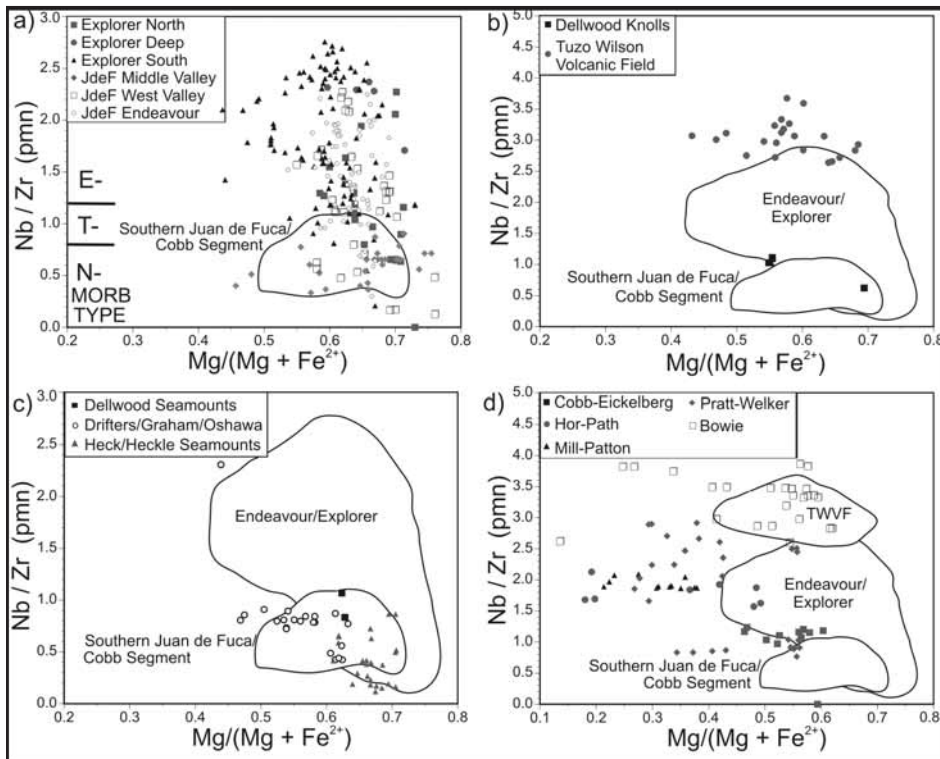 a)
Explorer North
Explorer Deep
Explorer South
JdeF Middle Valley
JdeF West Valley
JdeF Endeavour
E-
T-
N-
MORB
TYPE
Southern Juan de Fuca/
Cobb Segment
Nb / Zr (pmn)
3.0
2.5
2.0
1.5
1.0
0.5
0.0
0.2 0.3 0.4 0.5 0.6 0.7 0.8
Mg/(Mg + Fe²⁺)
b)
Dellwood Knolls
Tuzo Wilson
Volcanic Field
Endeavour/
Explorer
Southern Juan de Fuca/
Cobb Segment
Nb / Zr (pmn)
5.0
4.5
4.0
3.5
3.0
2.5
2.0
1.5
1.0
0.5
0.0
0.2 0.3 0.4 0.5 0.6 0.7 0.8
Mg/(Mg + Fe²⁺)
c)
Dellwood Seamounts
Drifters/Graham/Oshawa
Heck/Heckle Seamounts
Endeavour/Explorer
Southern Juan de Fuca/
Cobb Segment
Nb / Zr (pmn)
3.0
2.5
2.0
1.5
1.0
0.5
0.0
0.2 0.3 0.4 0.5 0.6 0.7 0.8
Mg/(Mg + Fe²⁺)
d)
Cobb-Eickelberg
Hor-Path
Mill-Patton
Pratt-Welker
Bowie
TWVF
Endeavour/
Explorer
Southern Juan de Fuca/
Cobb Segment
Nb / Zr (pmn)
5.0
4.5
4.0
3.5
3.0
2.5
2.0
1.5
1.0
0.5
0.0
0.1 0.2 0.3 0.4 0.5 0.6 0.7 0.8
Mg/(Mg + Fe²⁺)